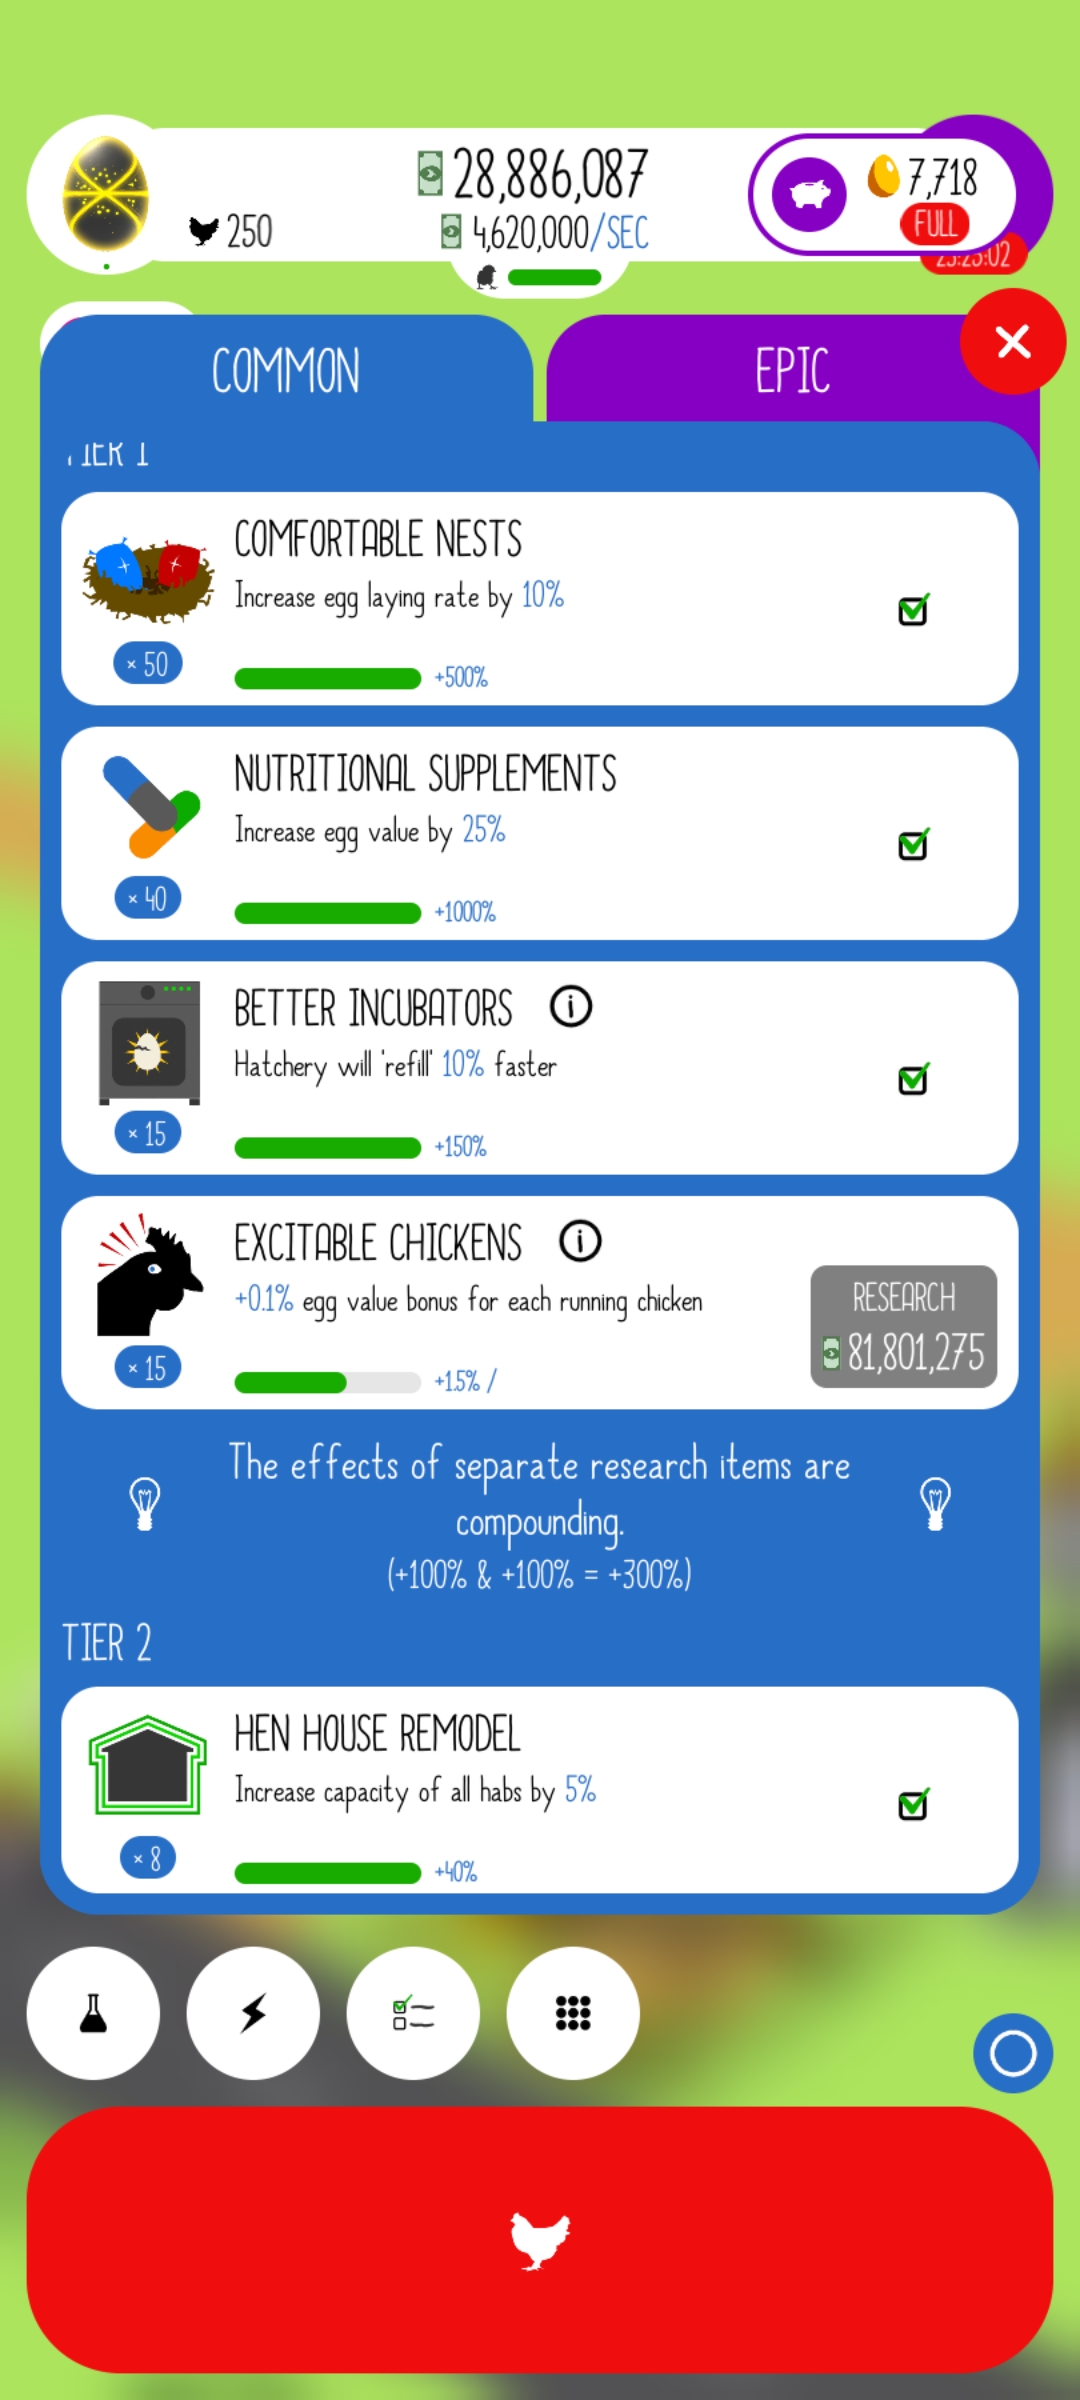 28,886,087
7,718
250
4,620,000/SEC
FULL
23:23:02
COMMON
EPIC
TIER 1
COMFORTABLE NESTS
Increase egg laying rate by 10%
× 50
+500%
NUTRITIONAL SUPPLEMENTS
Increase egg value by 25%
× 40
+1000%
BETTER INCUBATORS
Hatchery will 'refill' 10% faster
× 15
+150%
EXCITABLE CHICKENS
+0.1% egg value bonus for each running chicken
RESEARCH
81,801,275
× 15
+1.5% /
The effects of separate research items are
compounding.
(+100% & +100% = +300%)
TIER 2
HEN HOUSE REMODEL
Increase capacity of all habs by 5%
× 8
+40%